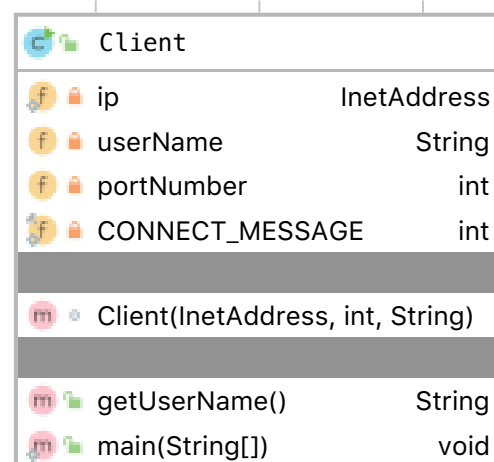 Client
ip InetAddress
userName String
portNumber int
CONNECT_MESSAGE int
Client(InetAddress, int, String)
getUserName() String
main(String[]) void